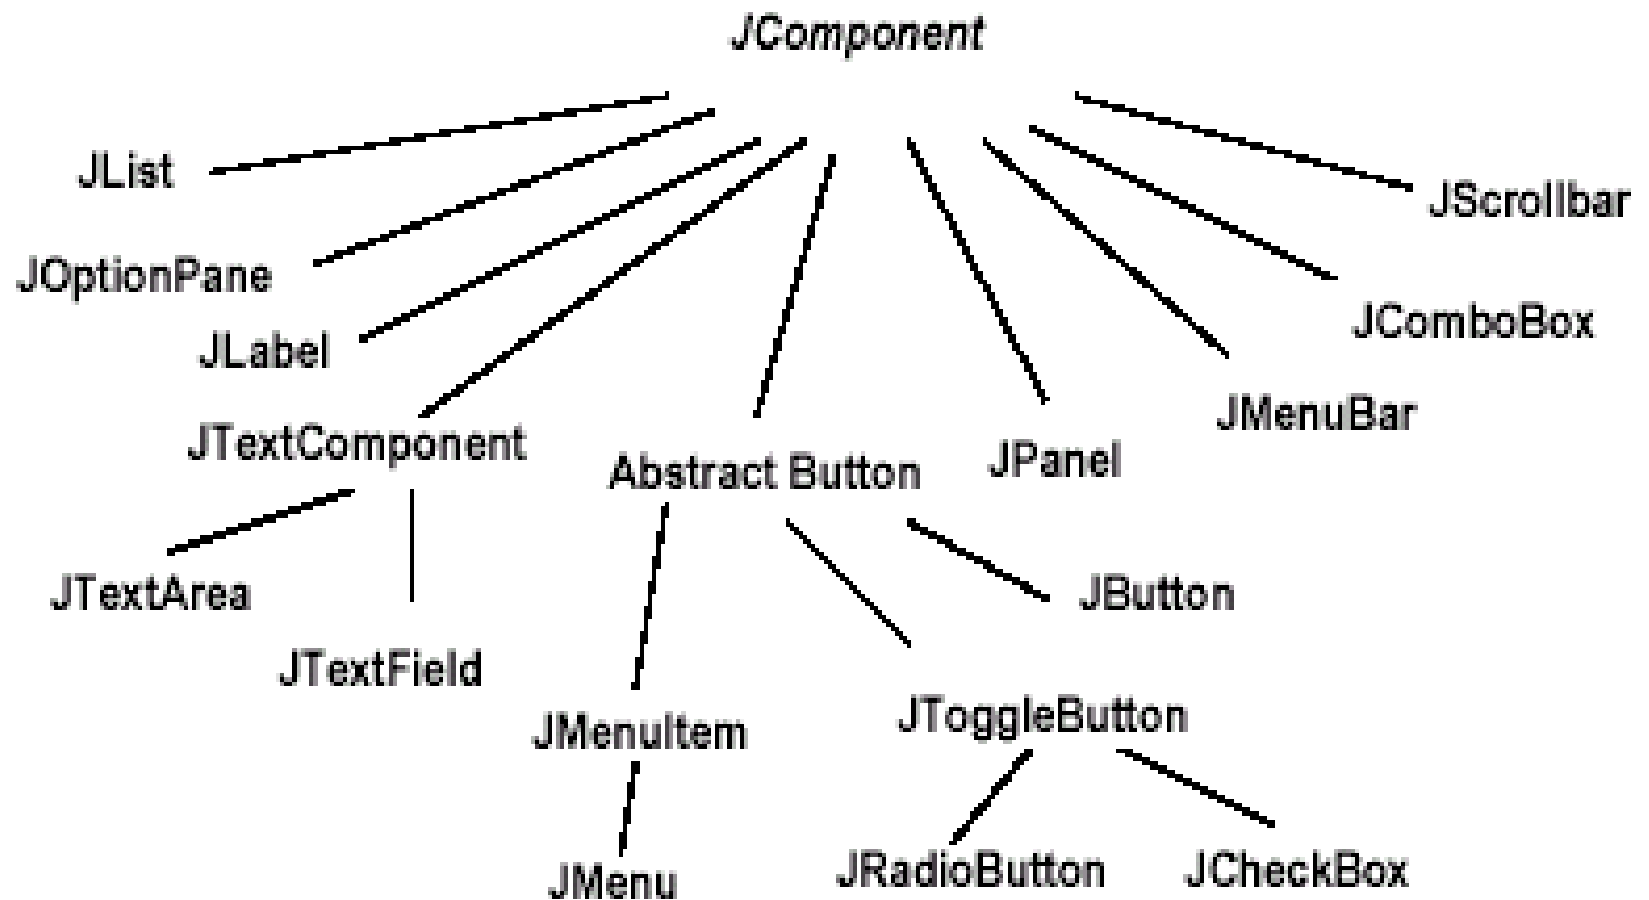 JComponent
JList
JScrollbar
JOptionPane
JComboBox
JLabel
JMenuBar
JTextComponent
JPanel
Abstract Button
JTextArea
JButton
JTextField
JToggleButton
JMenuItem
JRadioButton
JCheckBox
JMenu